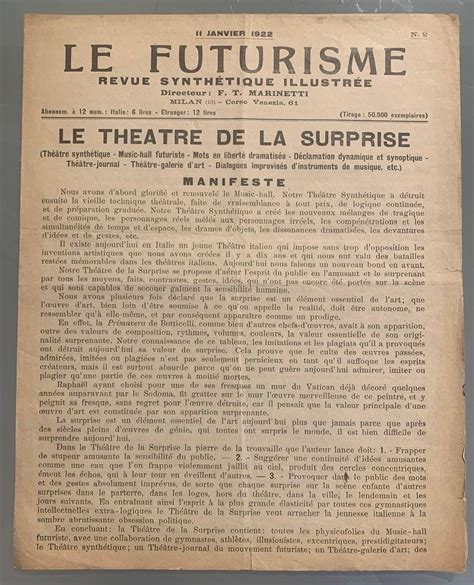 11 JANVIER 1922
N. 2
LE FUTURISME
REVUE SYNTHÉTIQUE ILLUSTRÉE
Directeur: F. T. MARINETTI
MILAN (13) - Corso Venezia, 61
Abonnem. à 12 num.: Italie: 6 lires - Etranger: 12 lires
(Tirage: 50.000 exemplaires)
LE THEATRE DE LA SURPRISE
(Théâtre synthétique - Music-hall futuriste - Mots en liberté dramatisés - Déclamation dynamique et synoptique -
Théâtre-journal - Théâtre-galerie d'art - Dialogues improvisés d'instruments de musique, etc.)
MANIFESTE
Nous avons d'abord glorifié et renouvelé le Music-hall. Notre Théâtre Synthétique a détruit
ensuite la vieille technique théâtrale, faite de vraisemblance à tout prix, de logique continuée,
et de préparation graduée. Notre Théâtre Synthétique a créé les nouveaux mélanges de tragique
et de comique, les personnages réels mêlés aux personnages irréels, les compénétrations et les
simultanéités de temps et d'espace, les drames d'objets, les dissonances dramatisées, les devantures
d'idées et de gestes, etc.
Il existe aujourd'hui en Italie un jeune Théâtre italien qui impose sans trop d'opposition les
inventions artistiques que nous avons créées il y a dix ans et qui nous ont valu des batailles
restées mémorables dans les théâtres italiens. Aujourd'hui nous faisons un nouveau bond en avant.
Notre Théâtre de la Surprise se propose d'aérer l'esprit du public en l'amusant et le surprenant
par tous les moyens, faits, contrastes, gestes, idées, qui n'ont pas encore été portés sur la scène
et qui sont capables de secouer gaîment la sensibilité humaine.
Nous avons plusieurs fois déclaré que la surprise est un élément essentiel de l'art; que
l'œuvre d'art, bien loin d'être soumise à ce qu'on appelle la réalité, doit être autonome, ne
ressembler qu'à elle-même, et par conséquent apparaître comme un prodige.
En effet, la Primavera de Botticelli, comme bien d'autres chefs-d'œuvres, avait à son apparition,
outre des valeurs de composition, rythmes, volumes, couleurs, la valeur essentielle de son origi-
nalité surprenante. Notre connaissance de ce tableau, les imitations et les plagiats qu'il a provoqués
ont détruit aujourd'hui sa valeur de surprise. Cela prouve que le culte des œuvres passées,
admirées, imitées ou plagiées n'est pas seulement pernicieux en tant qu'il supprime les esprits
créateurs, mais il est surtout absurde étant donné qu'on ne peut guère aujourd'hui admirer, imiter ou
plagier qu'une partie de ces œuvres.
Raphaël ayant choisi pour une de ses fresques un mur du Vatican déjà décoré quelques
années auparavant par le Sodoma, fit gratter ce mur sans égard pour la merveilleuse peinture, et y
peignit sa fresque, sans regret pour l'œuvre détruite, car il pensait que la valeur principale d'une
œuvre d'art est constituée par son apparition surprenante.
La surprise est un élément essentiel de l'art aujourd'hui plus que jamais parce que après
des siècles pleins d'œuvres de génie, qui toutes ont surpris le monde, il est bien difficile de
surprendre aujourd'hui.
Dans le Théâtre de la Surprise la pierre de la trouvaille que l'auteur lance doit: 1. - Frapper
de stupeur amusante la sensibilité du public. — 2 - Suggérer une continuité d'idées amusantes
comme une eau que l'on frappe violemment jaillit au ciel, produit des cercles concentriques,
émeut les échos, qui à leur tour en éveillent d'autres. — 3. - Provoquer dans le public des mots
et des gestes absolument imprévus, de sorte que chaque surprise sur la scène enfante d'autres
surprises dans le parterre, dans les loges, hors du théâtre, dans la ville, le lendemain et les
jours suivants. En entraînant ainsi l'esprit à la plus grande élasticité par toutes ces gymnastiques
intellectuelles extra-logiques le Théâtre de la Surprise veut arracher la jeunesse italienne à la
sombre abrutissante obsession politique.
En concluant: la Théâtre de la Surprise contient: toutes les physicofolies du Music-hall
futuriste, avec une collaboration de gymnastes, athlètes, illusionnistes, excentriques, prestidigitateurs; le
Théâtre synthétique; un Théâtre-Journal du mouvement futuriste; un Théâtre-galerie d'art; des